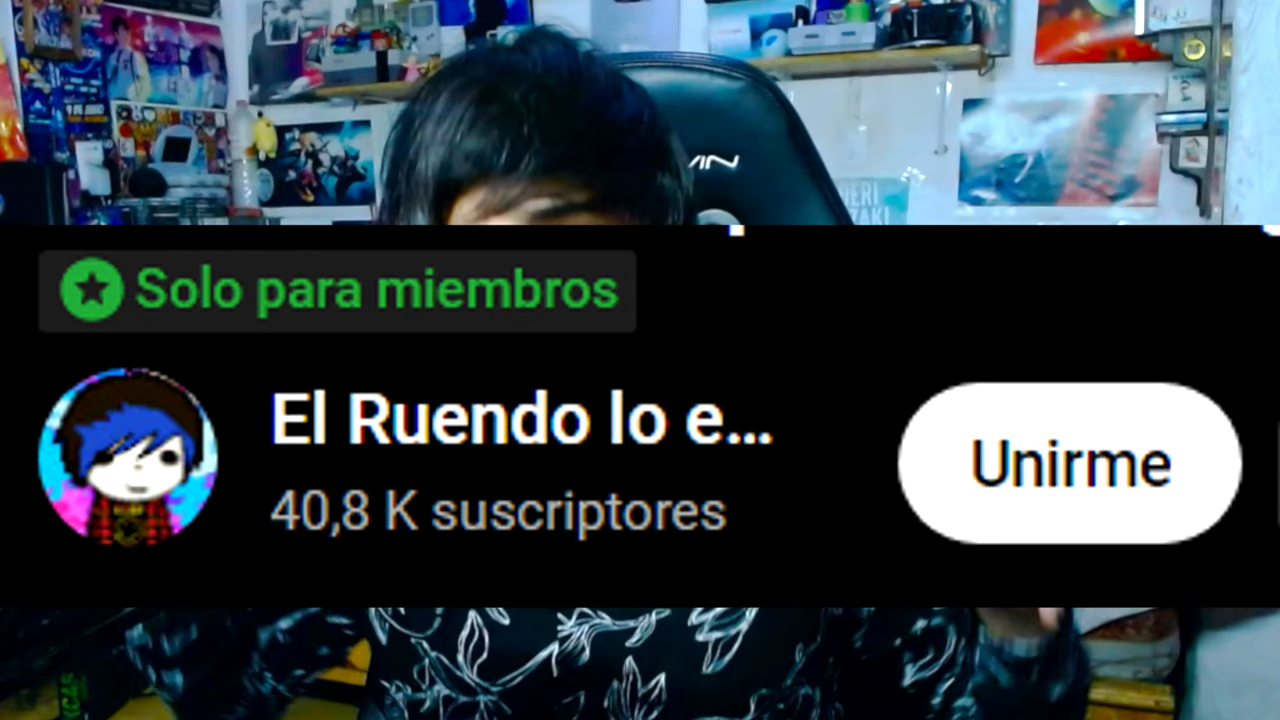 Solo para miembros
El Ruendo lo e...
40,8 K suscriptores
Unirme